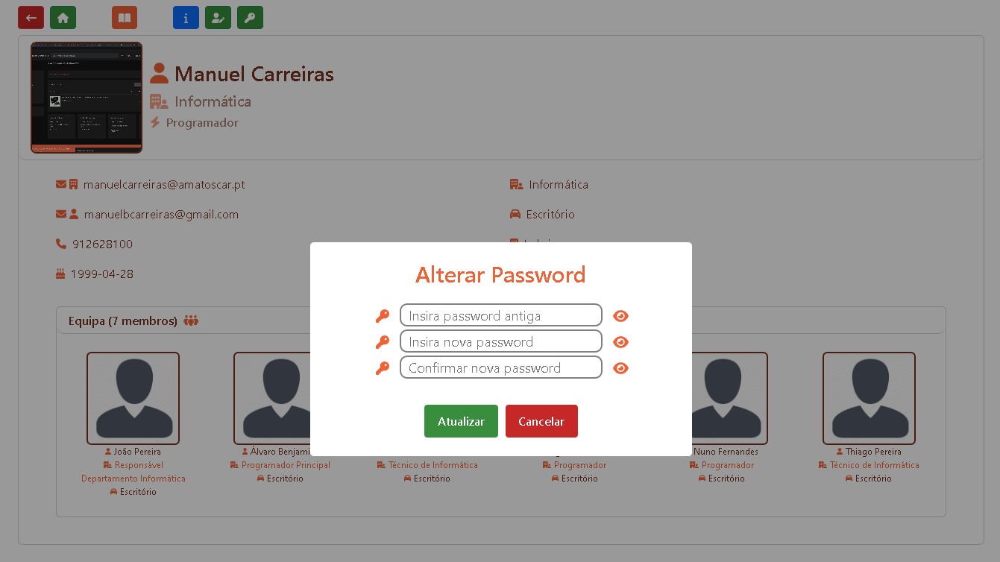 Manuel Carreiras
Informática
Programador
manuelcarreiras@amatoscar.pt
Informática
manuelbcarreiras@gmail.com
Escritório
912628100
1999-04-28
Alterar Password
Insira password antiga
Insira nova password
Confirmar nova password
Atualizar
Cancelar
Equipa (7 membros)
João Pereira
Responsável
Departamento Informática
Escritório
Álvaro Benjami
Programador Principal
Escritório
Técnico de Informática
Escritório
Programador
Escritório
Nuno Fernandes
Programador
Escritório
Thiago Pereira
Técnico de Informática
Escritório